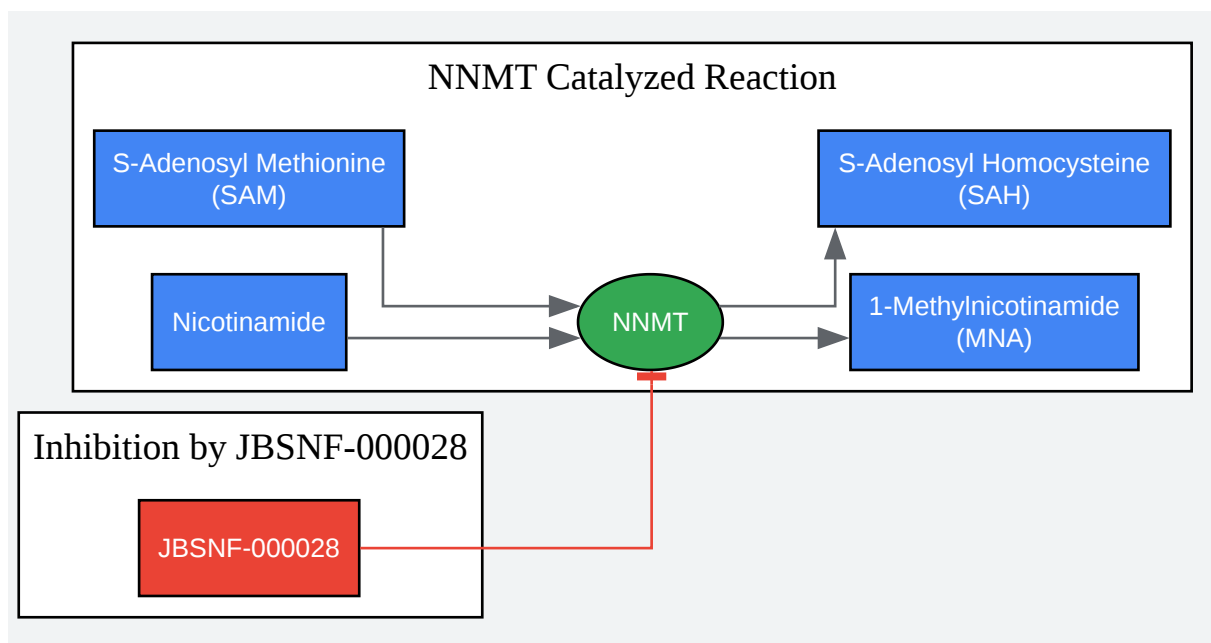 NNMT Catalyzed Reaction
S-Adenosyl Methionine
(SAM)
S-Adenosyl Homocysteine
(SAH)
Nicotinamide
NNMT
1-Methylnicotinamide
(MNA)
Inhibition by JBSNF-000028
JBSNF-000028